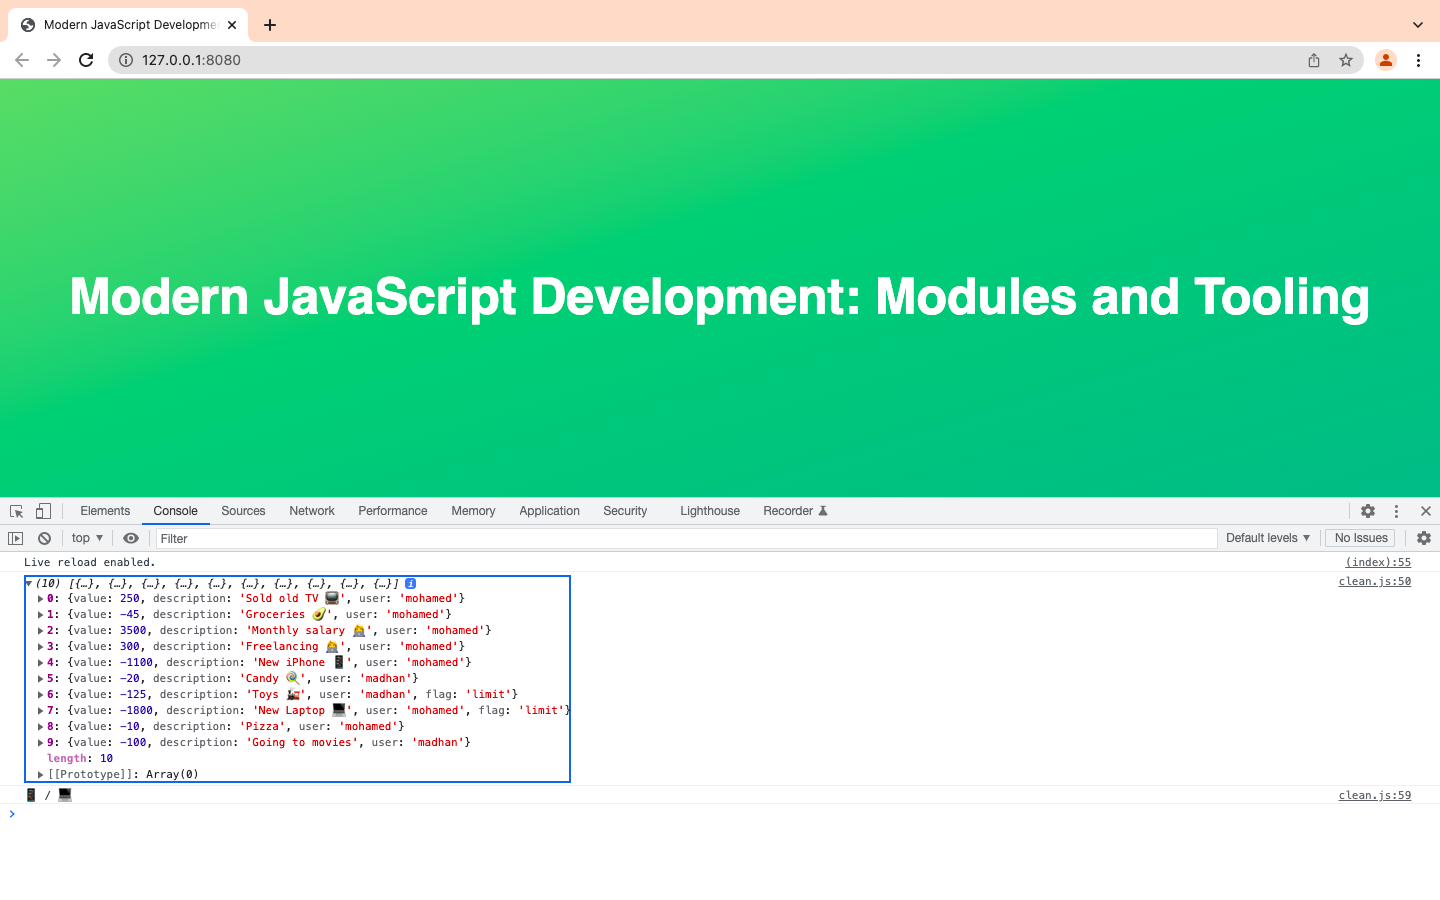 Modern JavaScript Developme
127.0.0.1:8080
Modern JavaScript Development: Modules and Tooling
Elements Console Sources Network Performance Memory Application Security Lighthouse Recorder
top ▼ Filter Default levels ▼ No Issues
Live reload enabled. (index):55
(10) [{…}, {…}, {…}, {…}, {…}, {…}, {…}, {…}, {…}, {…}] i clean.js:50
0: {value: 250, description: 'Sold old TV 📺', user: 'mohamed'}
1: {value: -45, description: 'Groceries 🥑', user: 'mohamed'}
2: {value: 3500, description: 'Monthly salary 👩‍💻', user: 'mohamed'}
3: {value: 300, description: 'Freelancing 👩‍💻', user: 'mohamed'}
4: {value: -1100, description: 'New iPhone 📱', user: 'mohamed'}
5: {value: -20, description: 'Candy 🍭', user: 'madhan'}
6: {value: -125, description: 'Toys 🚂', user: 'madhan', flag: 'limit'}
7: {value: -1800, description: 'New Laptop 💻', user: 'mohamed', flag: 'limit'}
8: {value: -10, description: 'Pizza', user: 'mohamed'}
9: {value: -100, description: 'Going to movies', user: 'madhan'}
length: 10
[[Prototype]]: Array(0)
📱 / 💻 clean.js:59